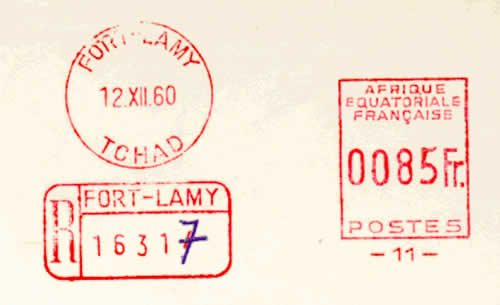 FORT-LAMY
12.XII.60
TCHAD
R
FORT-LAMY
16317
AFRIQUE
EQUATORIALE
FRANÇAISE
0085Fr.
POSTES
- 11 -